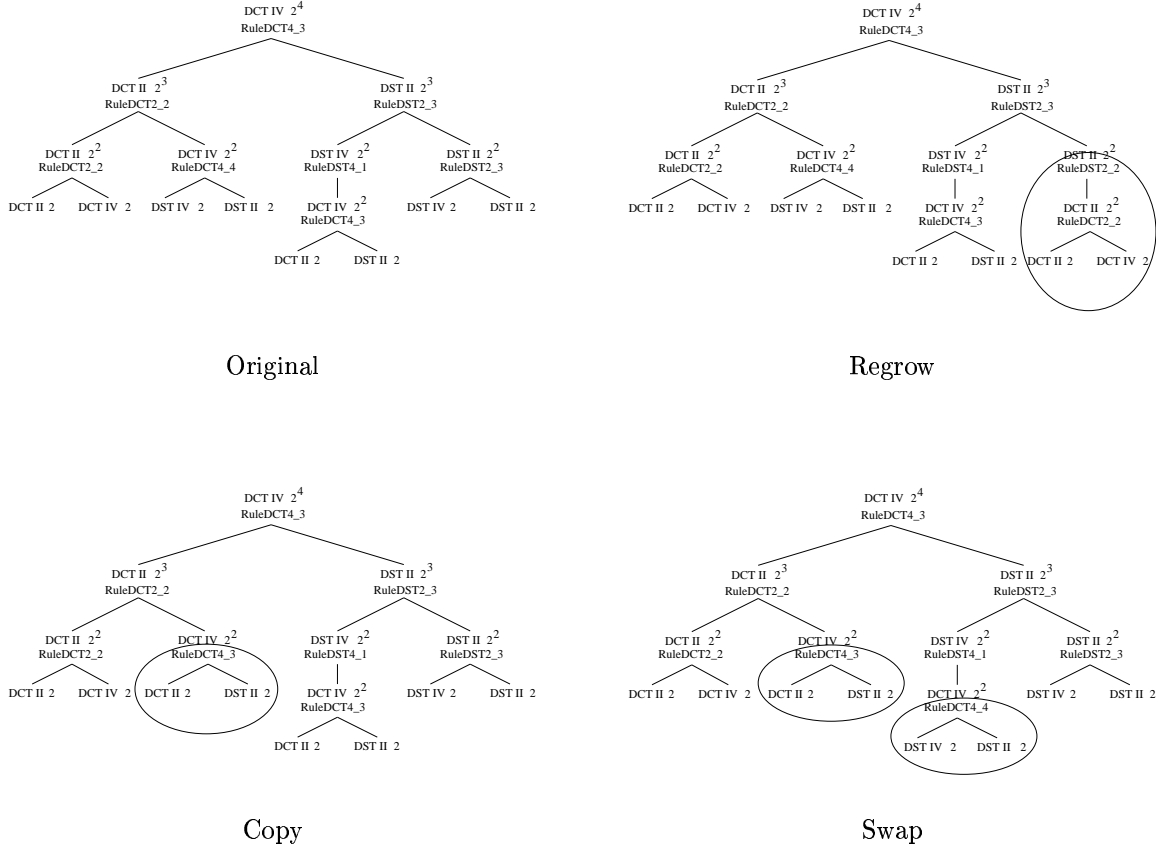 DCT IV 2^4
RuleDCT4_3
DCT II 2^3 DST II 2^3
RuleDCT2_2 RuleDST2_3
DCT II 2^2 DCT IV 2^2 DST IV 2^2 DST II 2^2
RuleDCT2_2 RuleDCT4_4 RuleDST4_1 RuleDST2_3
DCT II 2 DCT IV 2 DST IV 2 DST II 2 DCT IV 2^2 DST IV 2 DST II 2
RuleDCT4_3
DCT II 2 DST II 2
Original
DCT IV 2^4
RuleDCT4_3
DCT II 2^3 DST II 2^3
RuleDCT2_2 RuleDST2_3
DCT II 2^2 DCT IV 2^2 DST IV 2^2 DST II 2^2
RuleDCT2_2 RuleDCT4_4 RuleDST4_1 RuleDST2_2
DCT II 2 DCT IV 2 DST IV 2 DST II 2 DCT IV 2^2 DCT II 2^2
RuleDCT4_3 RuleDCT2_2
DCT II 2 DST II 2 DCT II 2 DCT IV 2
Regrow
DCT IV 2^4
RuleDCT4_3
DCT II 2^3 DST II 2^3
RuleDCT2_2 RuleDST2_3
DCT II 2^2 DCT IV 2^2 DST IV 2^2 DST II 2^2
RuleDCT2_2 RuleDCT4_3 RuleDST4_1 RuleDST2_3
DCT II 2 DCT IV 2 DCT II 2 DST II 2 DCT IV 2^2 DST IV 2 DST II 2
RuleDCT4_3
DCT II 2 DST II 2
Copy
DCT IV 2^4
RuleDCT4_3
DCT II 2^3 DST II 2^3
RuleDCT2_2 RuleDST2_3
DCT II 2^2 DCT IV 2^2 DST IV 2^2 DST II 2^2
RuleDCT2_2 RuleDCT4_3 RuleDST4_1 RuleDST2_3
DCT II 2 DCT IV 2 DCT II 2 DST II 2 DCT IV 2^2 DST IV 2 DST II 2
RuleDCT4_4
DST IV 2 DST II 2
Swap